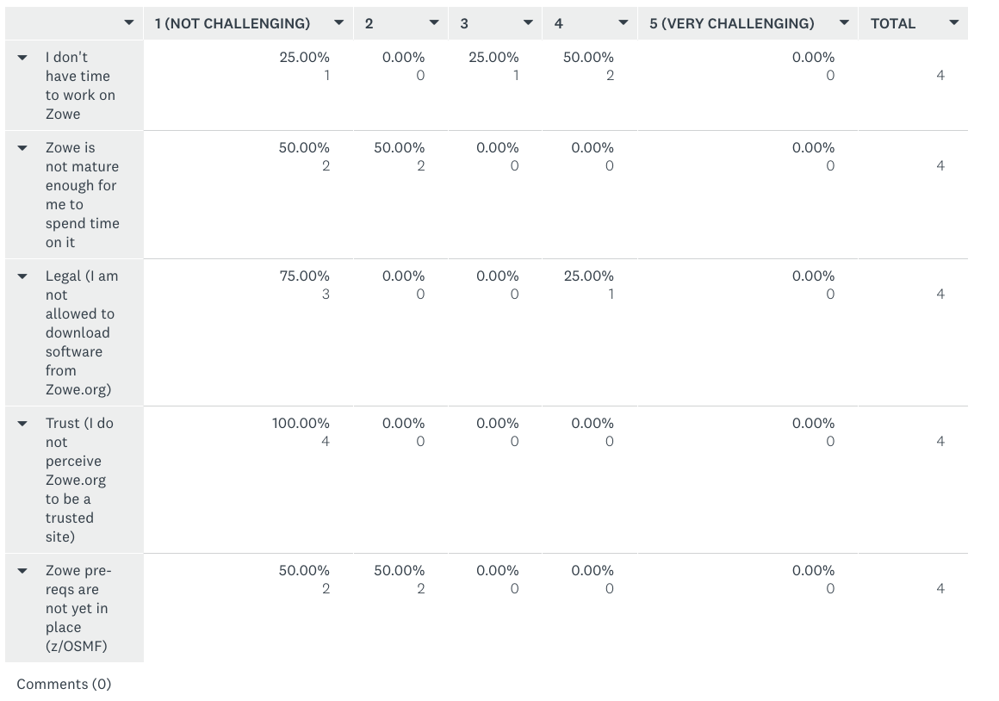 1 (NOT CHALLENGING) 2 3 4 5 (VERY CHALLENGING) TOTAL
I don't 25.00% 0.00% 25.00% 50.00% 0.00%
have time 1 0 1 2 0 4
to work on
Zowe
Zowe is 50.00% 50.00% 0.00% 0.00% 0.00%
not mature 2 2 0 0 0 4
enough for
me to
spend time
on it
Legal (I am 75.00% 0.00% 0.00% 25.00% 0.00%
not 3 0 0 1 0 4
allowed to
download
software
from
Zowe.org)
Trust (I do 100.00% 0.00% 0.00% 0.00% 0.00%
not 4 0 0 0 0 4
perceive
Zowe.org
to be a
trusted
site)
Zowe pre- 50.00% 50.00% 0.00% 0.00% 0.00%
reqs are 2 2 0 0 0 4
not yet in
place
(z/OSMF)
Comments (0)